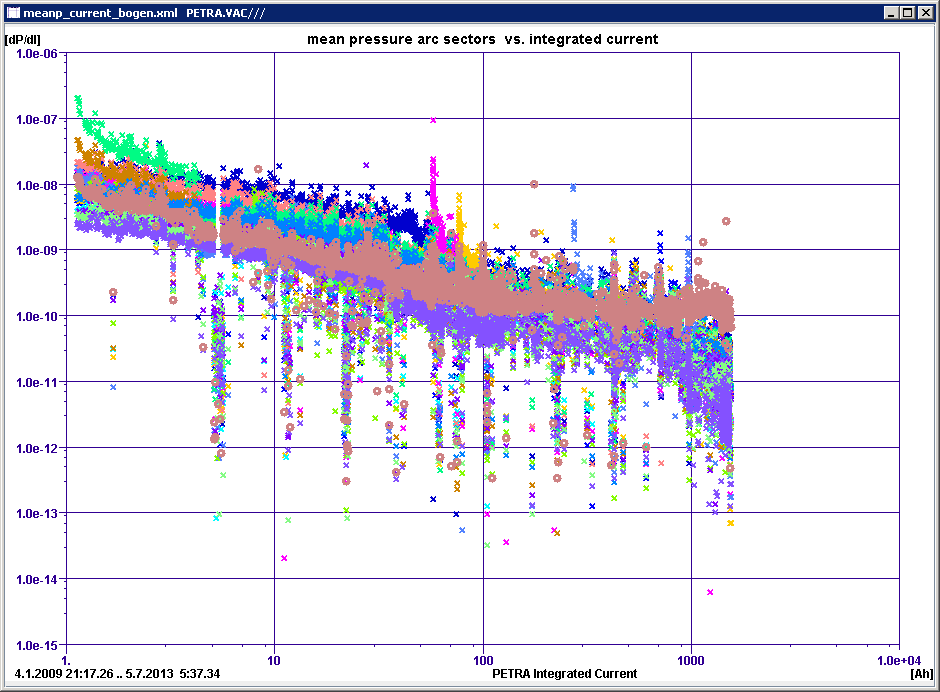 meanp_current_bogen.xml PETRA.VAC///
[dP/dI]
mean pressure arc sectors vs. integrated current
1.0e-06
1.0e-07
1.0e-08
1.0e-09
1.0e-10
1.0e-11
1.0e-12
1.0e-13
1.0e-14
1.0e-15
1. 10 100 1000 1.0e+04
4.1.2009 21:17.26 .. 5.7.2013 5:37.34 PETRA Integrated Current [Ah]